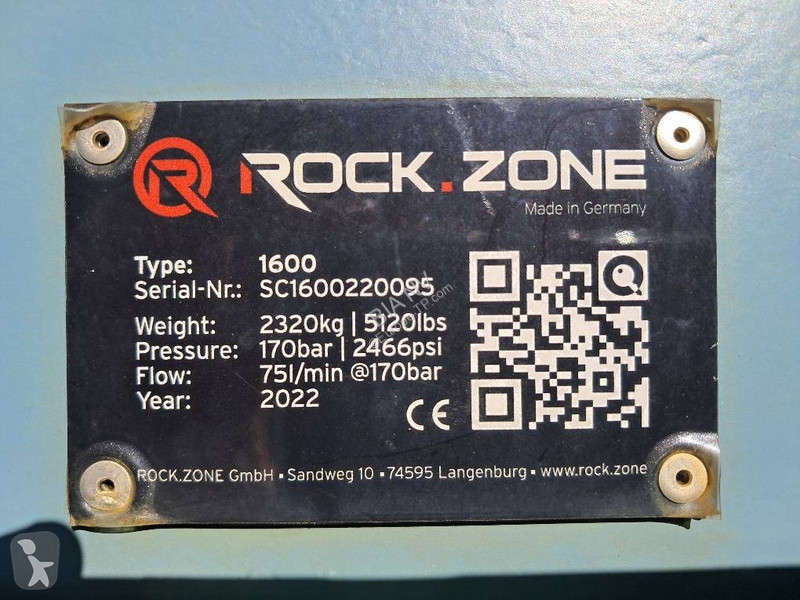 ROCK.ZONE
Made in Germany
Type: 1600
Serial-Nr.: SC1600220095
Weight: 2320kg | 5120lbs
Pressure: 170bar | 2466psi
Flow: 75l/min @170bar
Year: 2022
CE
ROCK.ZONE GmbH ▪ Sandweg 10 ▪ 74595 Langenburg ▪ www.rock.zone